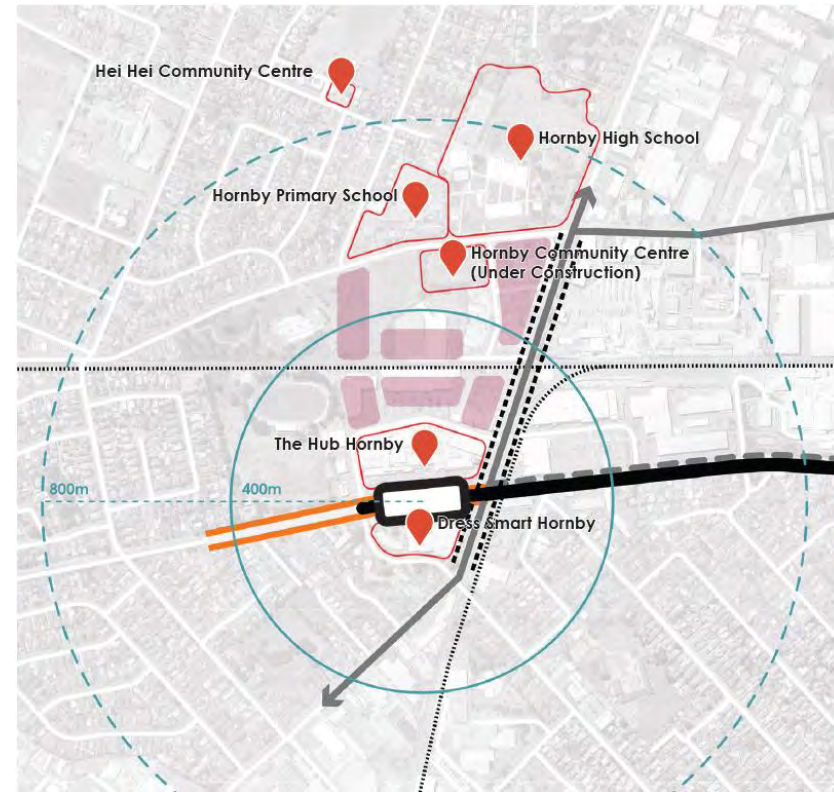 Hei Hei Community Centre
Hornby High School
Hornby Primary School
Hornby Community Centre
(Under Construction)
The Hub Hornby
800m
400m
Dress Smart Hornby